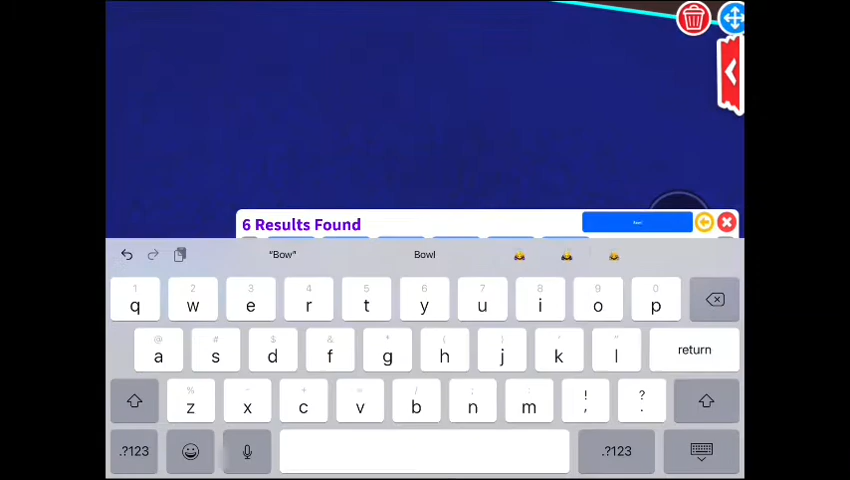 6 Results Found
"Bow" Bowl
1 2 3 4 5 6 7 8 9 0
q w e r t y u i o p
@ # $ & * ( ) ' "
a s d f g h j k l return
% - + = / ; : ! ?
z x c v b n m , .
.?123 .?123